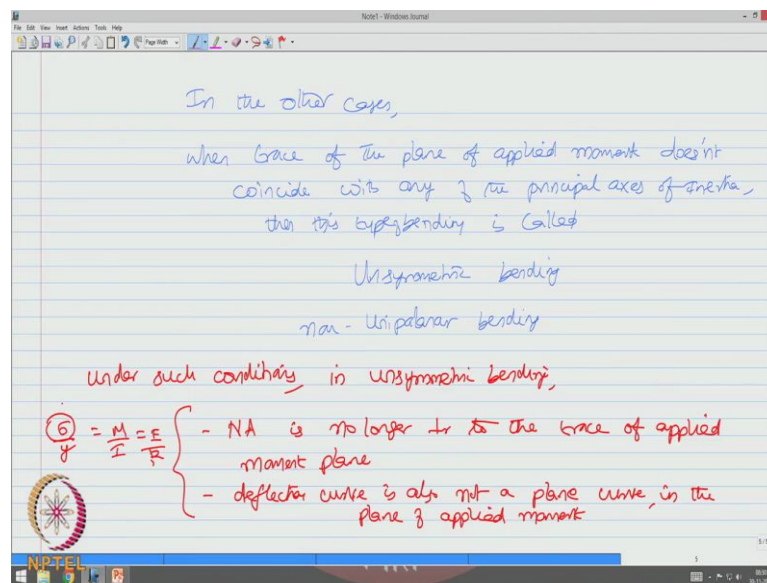 Note1 - Windows Journal
File Edit View Insert Actions Tools Help
Page Width
In the other cases,
when trace of the plane of applied moment doesn't
coincide with any of the principal axes of Inertia,
then this type of bending is called
Unsymmetric bending
non-Uniplanar bending
under such conditions, in unsymmetric bending,
σ/y = M/I = E/R { - NA is no longer ⊥r to the trace of applied
moment plane
- deflector curve is also not a plane curve, in the
plane of applied moment
NPTEL